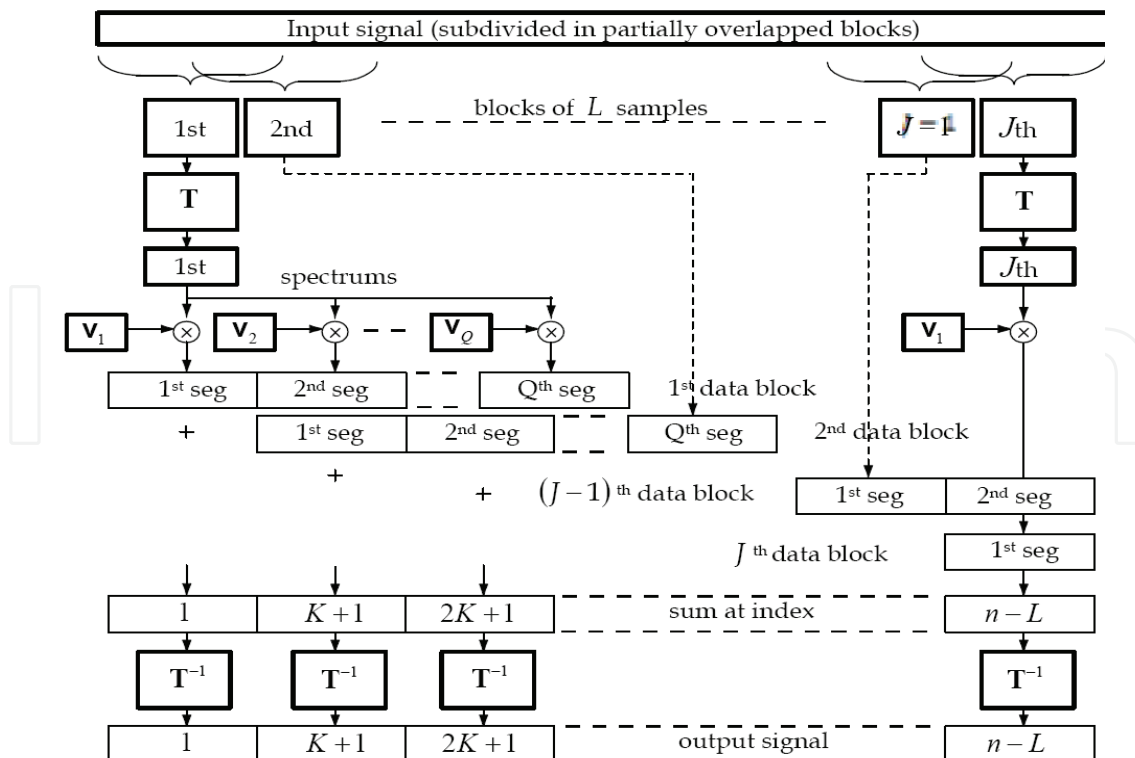 Input signal (subdivided in partially overlapped blocks)
1st 2nd blocks of L samples J = 1 Jth
T T
1st Jth
spectrums
V₁ × V₂ × V_Q × V₁ ×
1ˢᵗ seg 2ⁿᵈ seg Qᵗʰ seg 1ˢᵗ data block
+ 1ˢᵗ seg 2ⁿᵈ seg Qᵗʰ seg 2ⁿᵈ data block
+
+ (J − 1) ᵗʰ data block 1ˢᵗ seg 2ⁿᵈ seg
J ᵗʰ data block 1ˢᵗ seg
1 K + 1 2K + 1 sum at index n − L
T⁻¹ T⁻¹ T⁻¹ T⁻¹
1 K + 1 2K + 1 output signal n − L